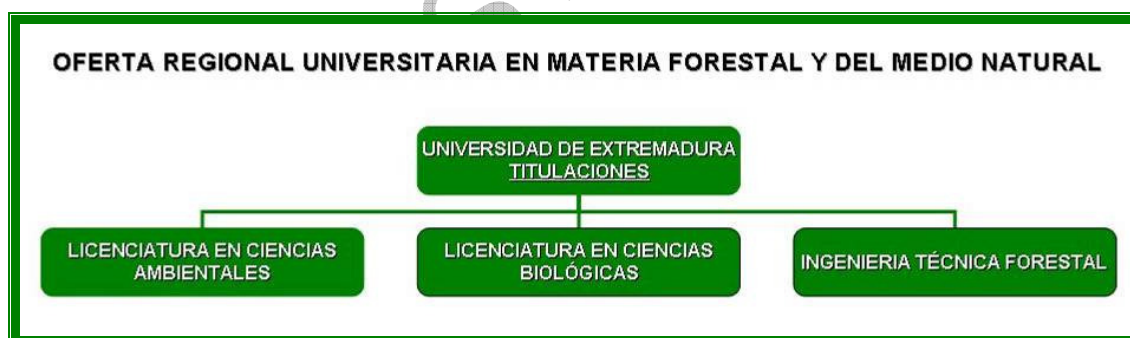 OFERTA REGIONAL UNIVERSITARIA EN MATERIA FORESTAL Y DEL MEDIO NATURAL
UNIVERSIDAD DE EXTREMADURA
TITULACIONES
LICENCIATURA EN CIENCIAS
AMBIENTALES
LICENCIATURA EN CIENCIAS
BIOLÓGICAS
INGENIERIA TÉCNICA FORESTAL